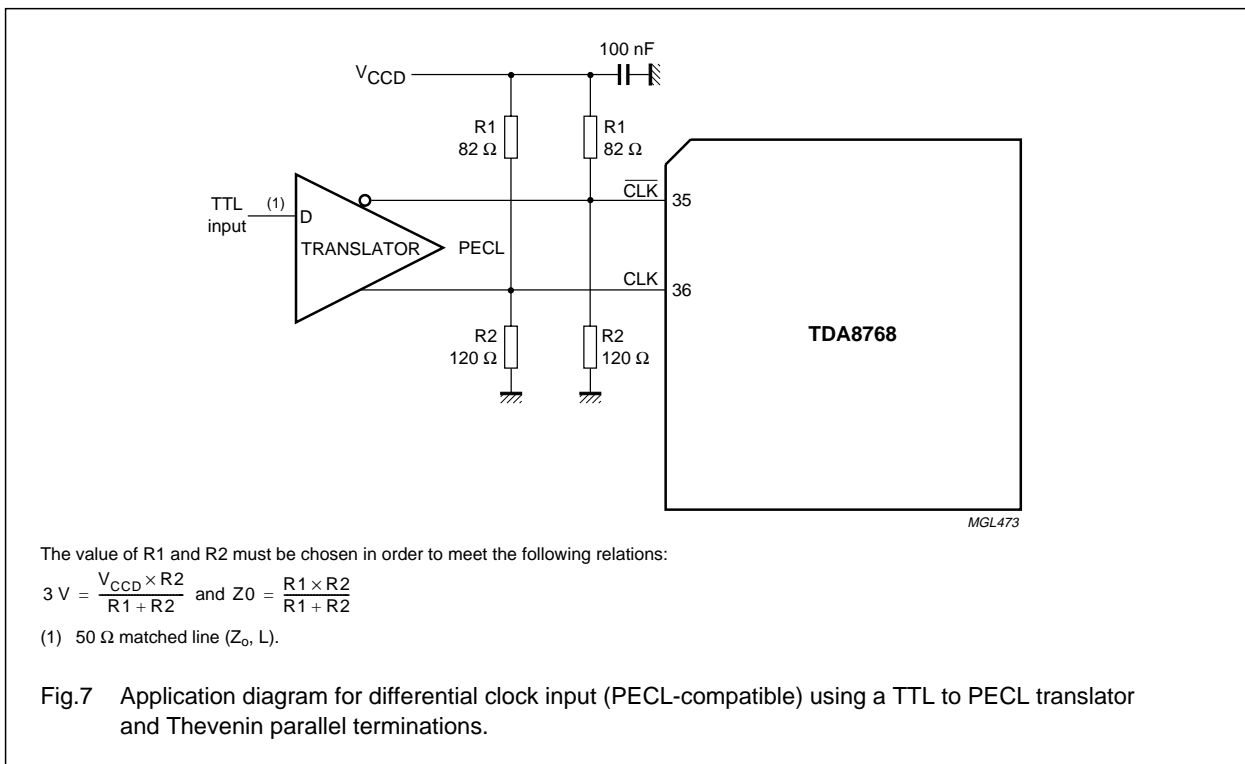 100 nF
VCCD
R1
82 Ω
R1
82 Ω
CLK
35
TTL
input
(1)
D
TRANSLATOR
PECL
CLK
36
TDA8768
R2
120 Ω
R2
120 Ω
MGL473
The value of R1 and R2 must be chosen in order to meet the following relations:
3 V = VCCD × R2 / R1 + R2 and Z0 = R1 × R2 / R1 + R2
(1) 50 Ω matched line (Zo, L).
Fig.7 Application diagram for differential clock input (PECL-compatible) using a TTL to PECL translator
and Thevenin parallel terminations.